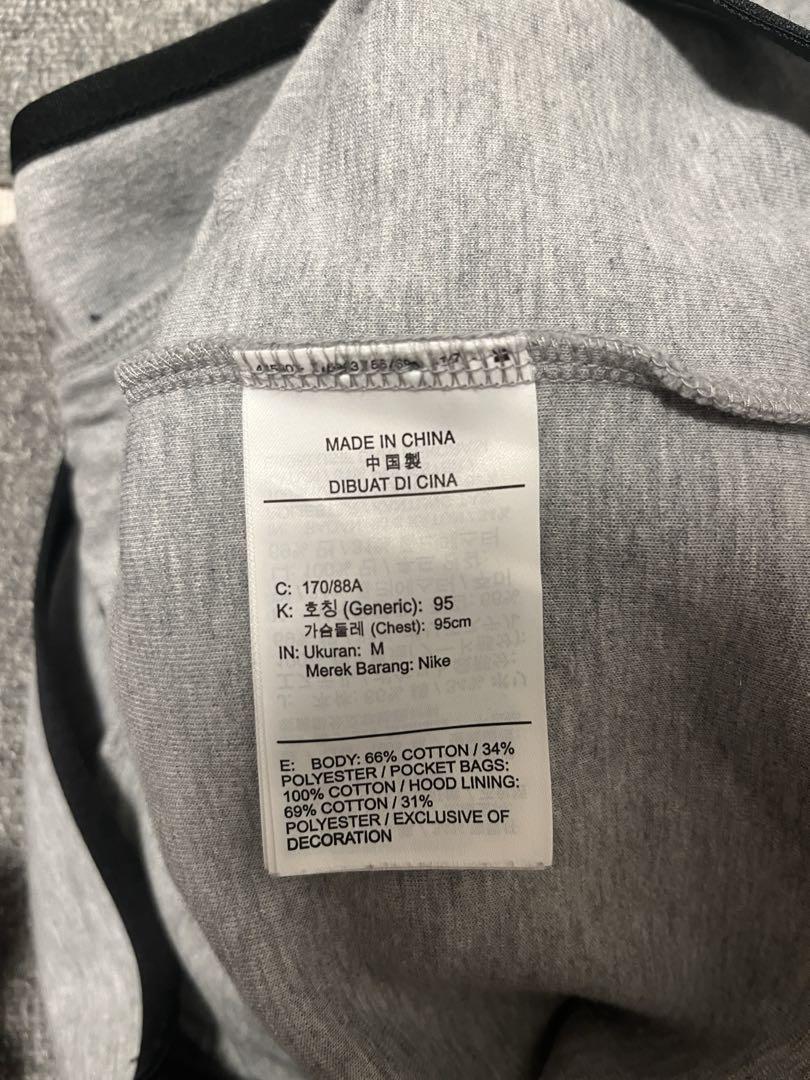 MADE IN CHINA
中国製
DIBUAT DI CINA
C: 170/88A
K: 호칭 (Generic): 95
가슴둘레 (Chest): 95cm
IN: Ukuran: M
Merek Barang: Nike
E: BODY: 66% COTTON / 34%
POLYESTER / POCKET BAGS:
100% COTTON / HOOD LINING:
69% COTTON / 31%
POLYESTER / EXCLUSIVE OF
DECORATION